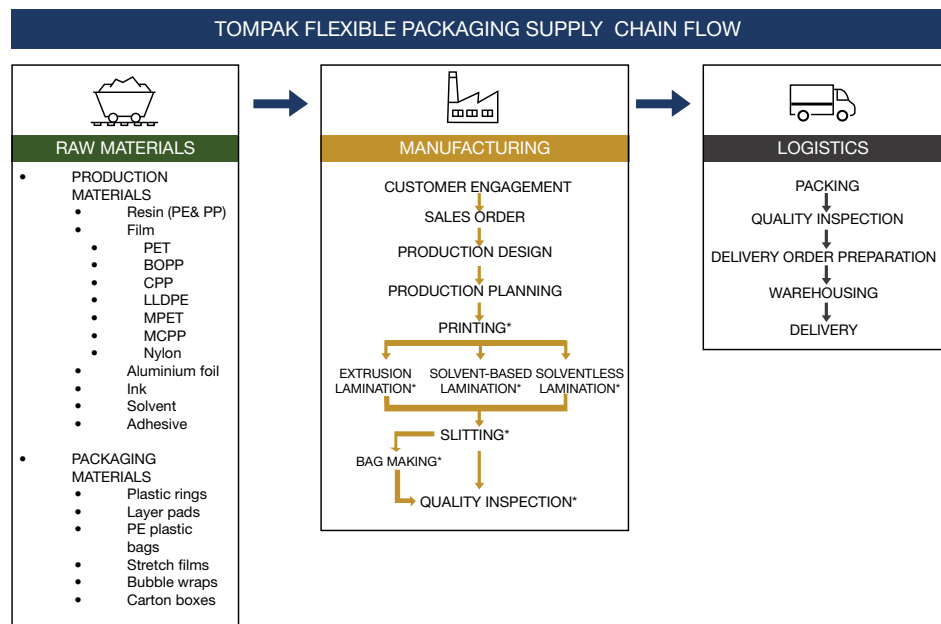 TOMPAK FLEXIBLE PACKAGING SUPPLY CHAIN FLOW
RAW MATERIALS
• PRODUCTION
MATERIALS
• Resin (PE& PP)
• Film
• PET
• BOPP
• CPP
• LLDPE
• MPET
• MCPP
• Nylon
• Aluminium foil
• Ink
• Solvent
• Adhesive
• PACKAGING
MATERIALS
• Plastic rings
• Layer pads
• PE plastic
bags
• Stretch films
• Bubble wraps
• Carton boxes
MANUFACTURING
CUSTOMER ENGAGEMENT
SALES ORDER
PRODUCTION DESIGN
PRODUCTION PLANNING
PRINTING*
EXTRUSION
LAMINATION*
SOLVENT-BASED
LAMINATION*
SOLVENTLESS
LAMINATION*
SLITTING*
BAG MAKING*
QUALITY INSPECTION*
LOGISTICS
PACKING
QUALITY INSPECTION
DELIVERY ORDER PREPARATION
WAREHOUSING
DELIVERY